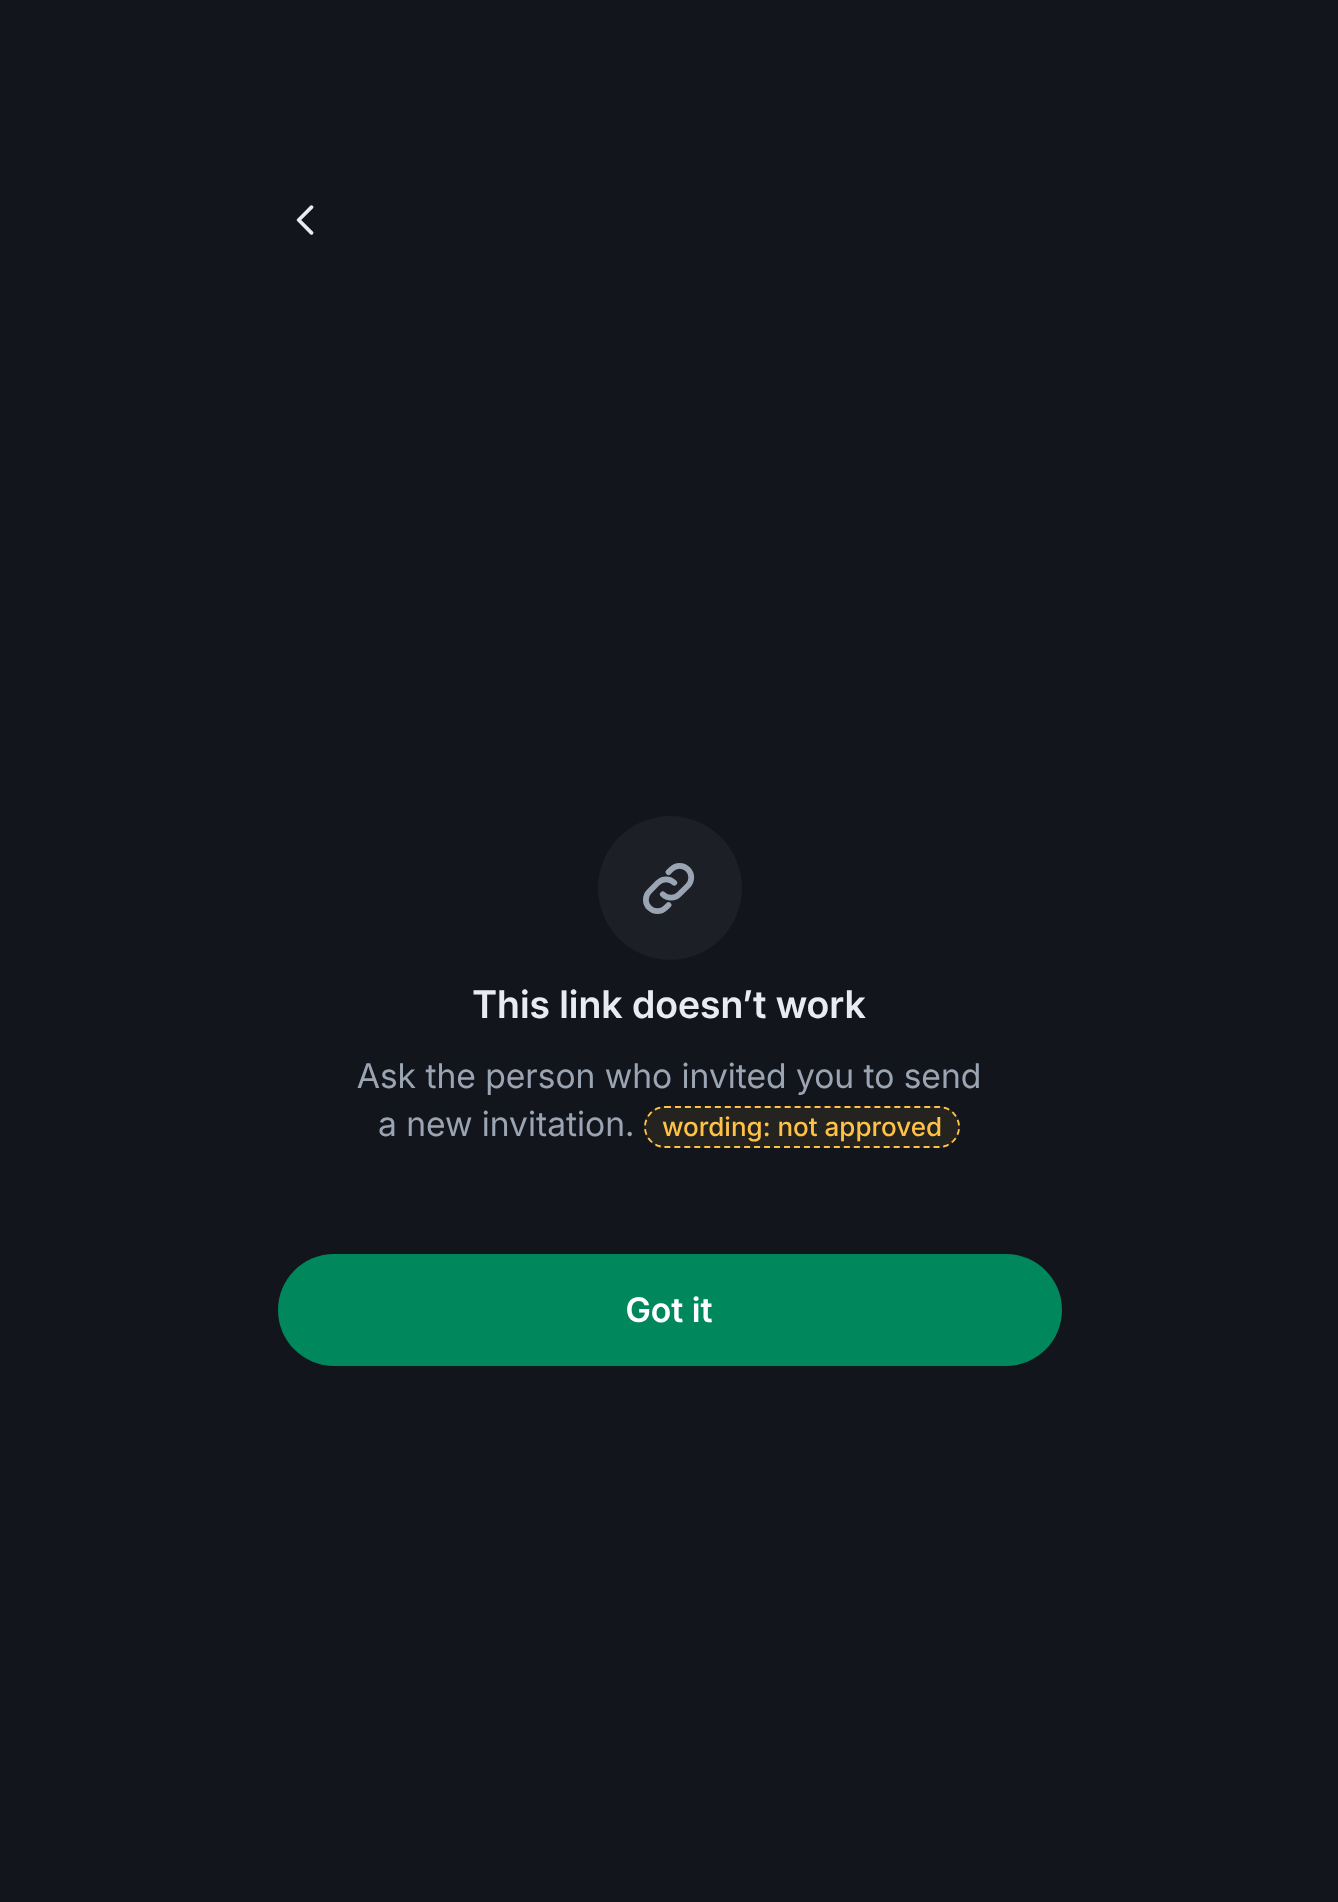 This link doesn’t work
Ask the person who invited you to send
a new invitation. wording: not approved
Got it